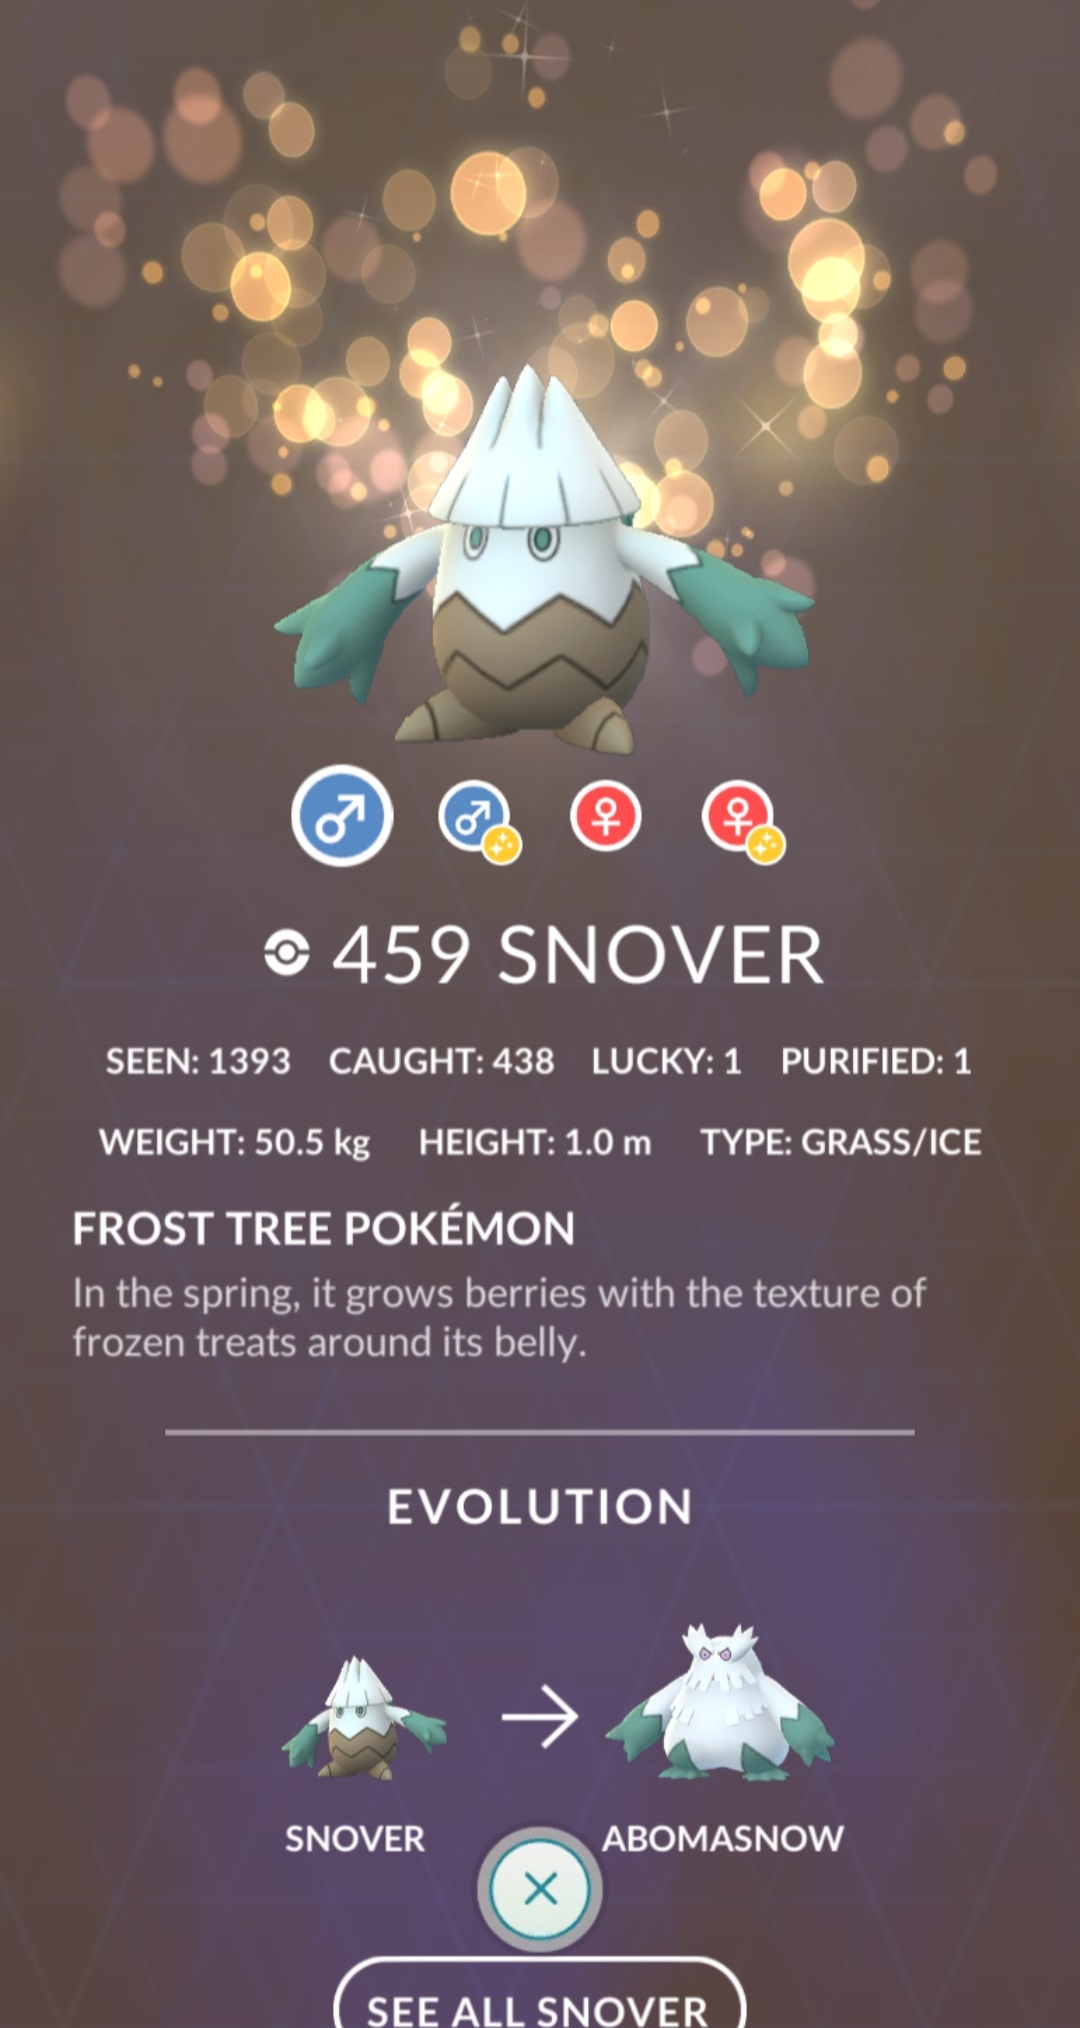 459 SNOVER
SEEN: 1393 CAUGHT: 438 LUCKY: 1 PURIFIED: 1
WEIGHT: 50.5 kg HEIGHT: 1.0 m TYPE: GRASS/ICE
FROST TREE POKÉMON
In the spring, it grows berries with the texture of
frozen treats around its belly.
EVOLUTION
SNOVER ABOMASNOW
SEE ALL SNOVER